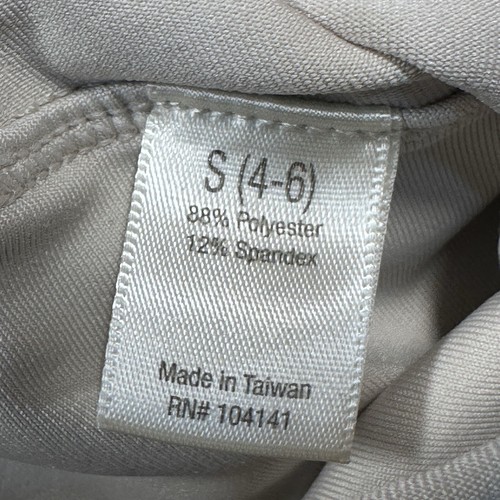 S (4-6)
88% Polyester
12% Spandex
Made in Taiwan
RN# 104141